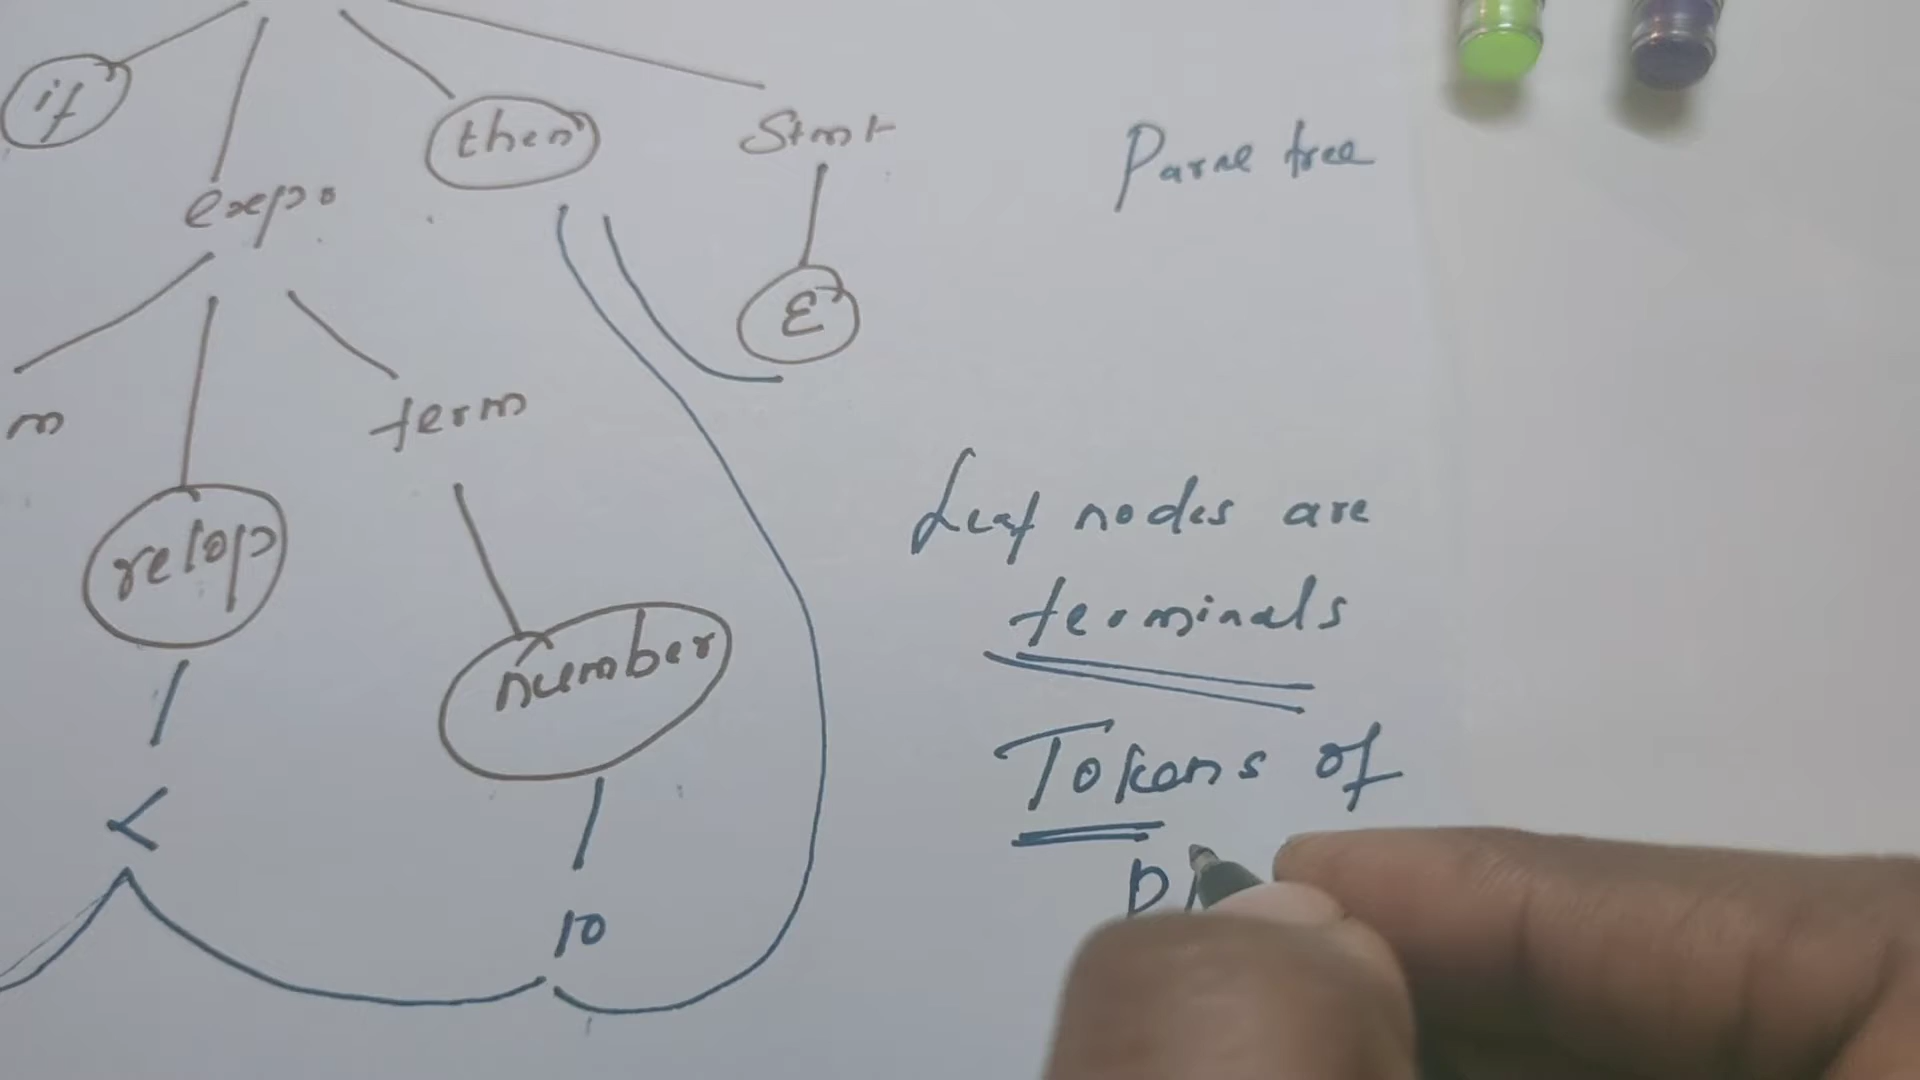 if
then
Stmt
Parse tree
expr
ε
m
term
Leaf nodes are
relop
terminals
number
Tokens of
<
10